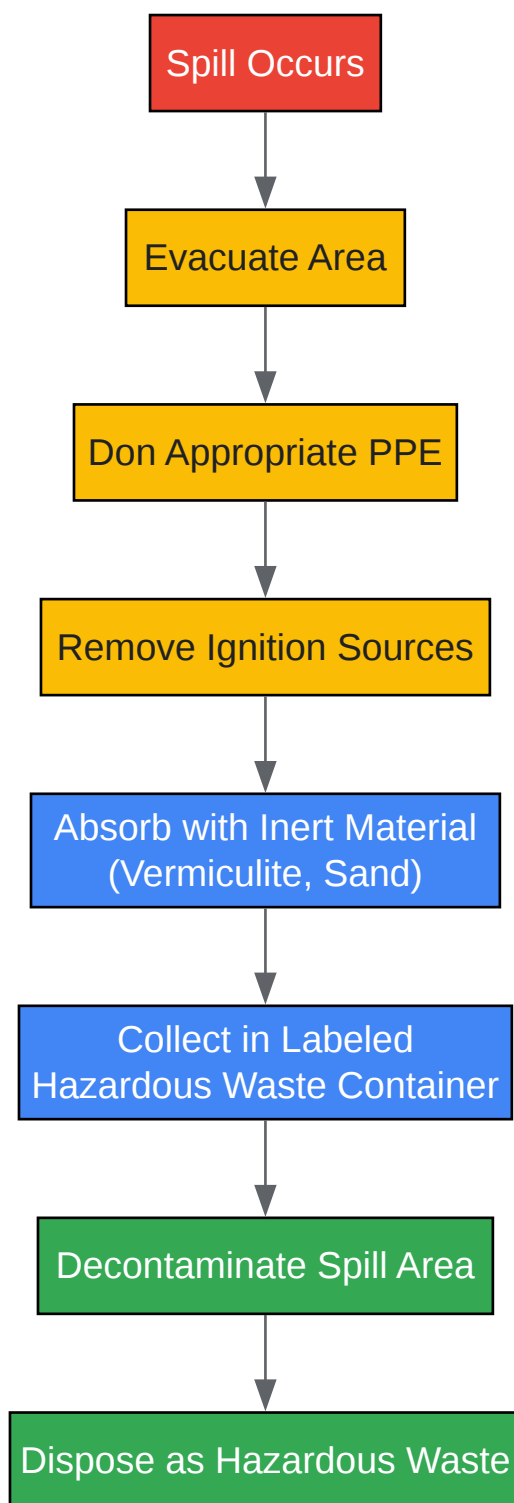 Spill Occurs
Evacuate Area
Don Appropriate PPE
Remove Ignition Sources
Absorb with Inert Material
(Vermiculite, Sand)
Collect in Labeled
Hazardous Waste Container
Decontaminate Spill Area
Dispose as Hazardous Waste